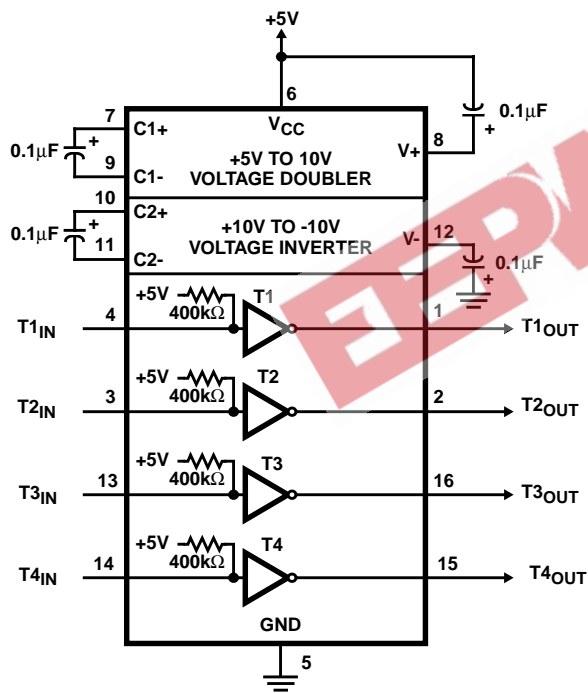 +5V
6
VCC
7
C1+
0.1µF
+
9
C1-
+5V TO 10V
VOLTAGE DOUBLER
V+
8
0.1µF
+
10
C2+
0.1µF
+
11
C2-
+10V TO -10V
VOLTAGE INVERTER
V-
12
0.1µF
+
T1IN
4
+5V
400kΩ
T1
1
T1OUT
T2IN
3
+5V
400kΩ
T2
2
T2OUT
T3IN
13
+5V
400kΩ
T3
16
T3OUT
T4IN
14
+5V
400kΩ
T4
15
T4OUT
GND
5